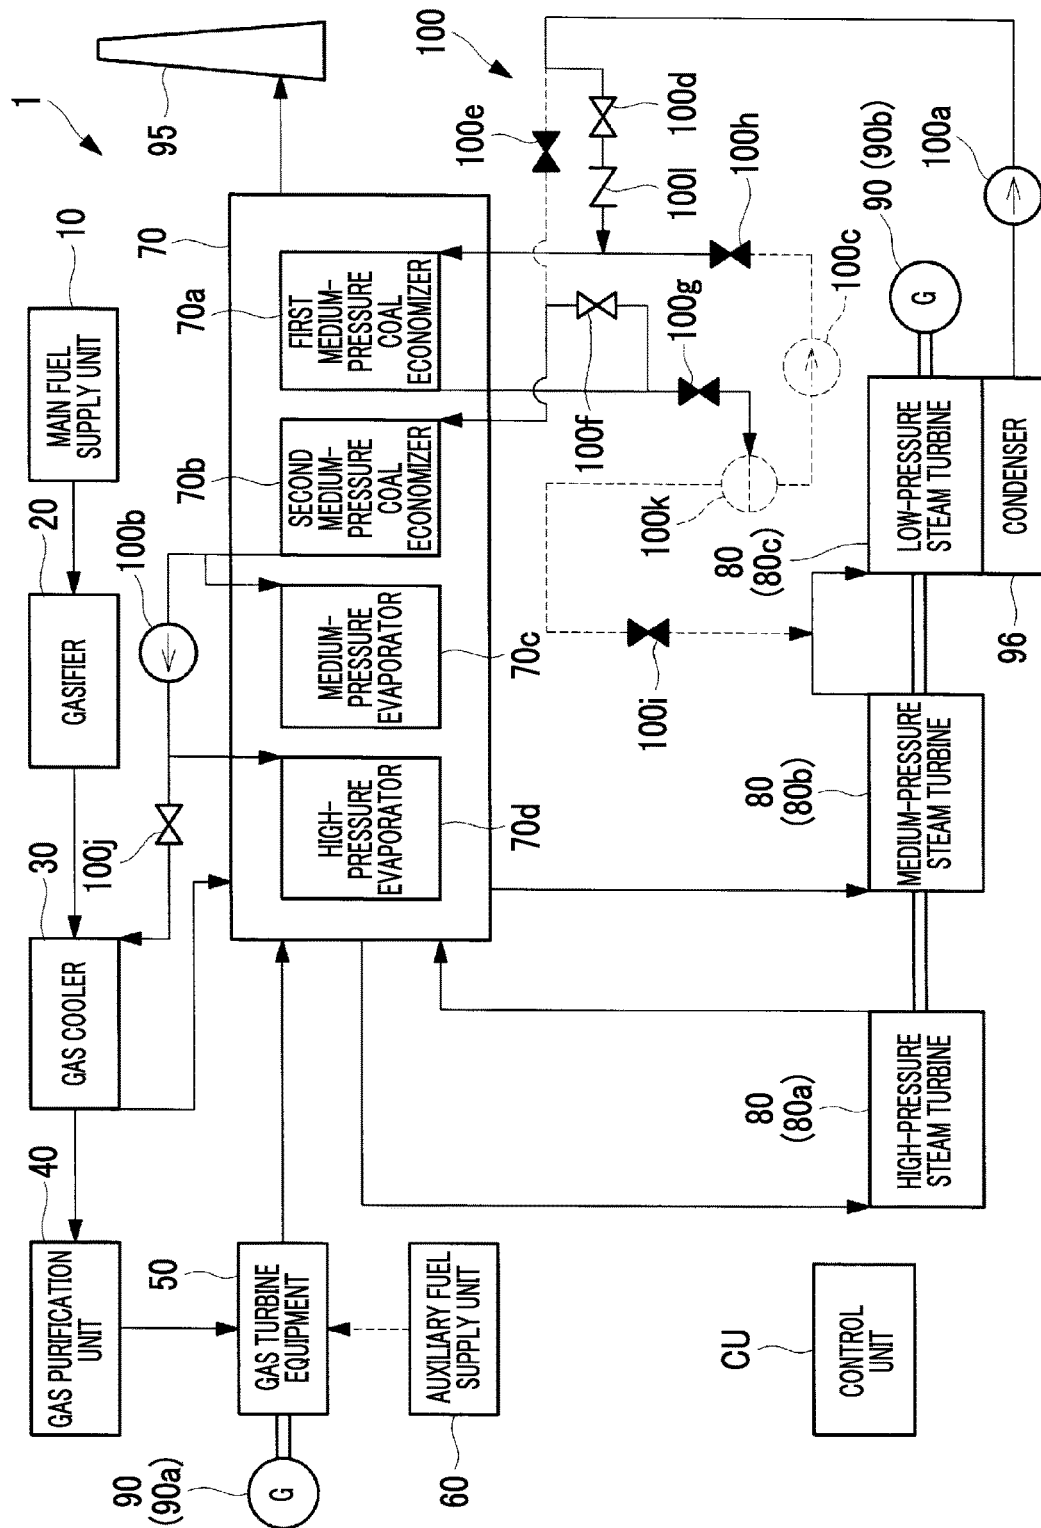 1
10
MAIN FUEL
SUPPLY UNIT
20
GASIFIER
30
GAS COOLER
40
GAS PURIFICATION
UNIT
50
GAS TURBINE
EQUIPMENT
90
(90a)
G
AUXILIARY FUEL
SUPPLY UNIT
60
95
70
70a
FIRST
MEDIUM-
PRESSURE
COAL
ECONOMIZER
70b
SECOND
MEDIUM-
PRESSURE
COAL
ECONOMIZER
100b
MEDIUM-
PRESSURE
EVAPORATOR
70c
HIGH-
PRESSURE
EVAPORATOR
70d
100j
100
100e
100d
100l
100h
100g
100f
100c
100k
100i
100a
90 (90b)
G
80
(80c)
LOW-PRESSURE
STEAM TURBINE
CONDENSER
96
80
(80b)
MEDIUM-PRESSURE
STEAM TURBINE
80
(80a)
HIGH-PRESSURE
STEAM TURBINE
CU
CONTROL
UNIT